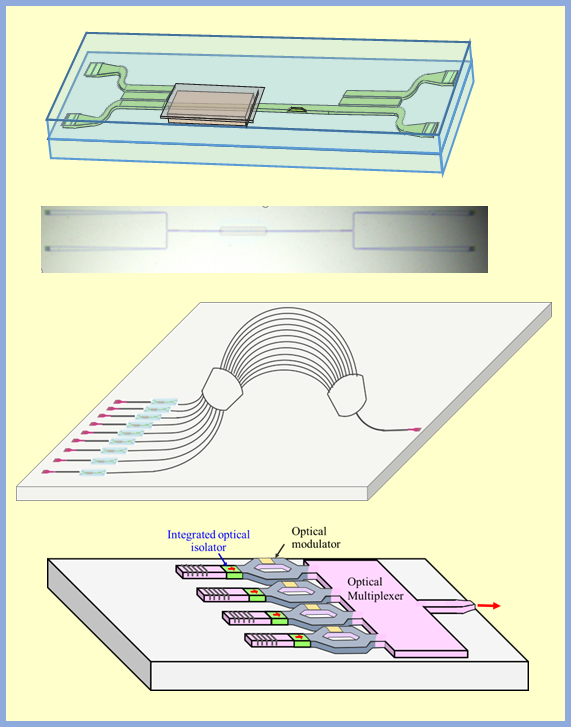 Integrated optical
isolator
Optical
modulator
Optical
Multiplexer